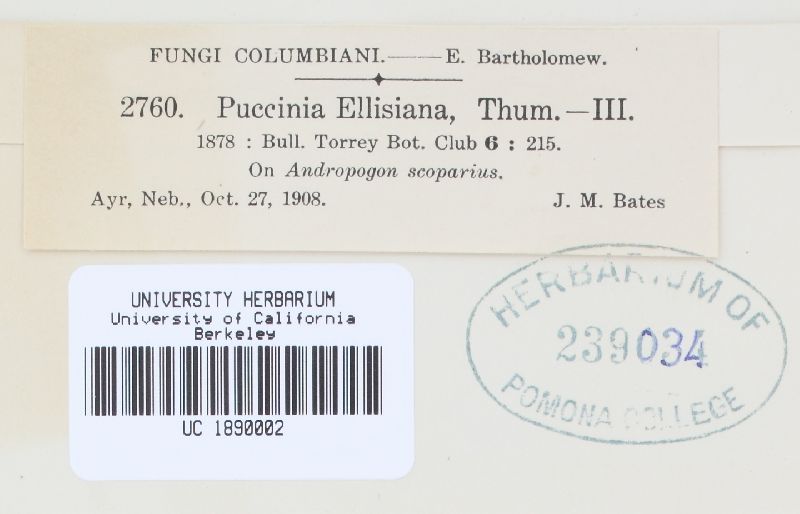 FUNGI COLUMBIANI.——E. Bartholomew.
2760. Puccinia Ellisiana, Thum.—III.
1878 : Bull. Torrey Bot. Club 6 : 215.
On Andropogon scoparius.
Ayr, Neb., Oct. 27, 1908. J. M. Bates
UNIVERSITY HERBARIUM
University of California
Berkeley
UC 1890002
HERBARIUM OF
239034
POMONA COLLEGE